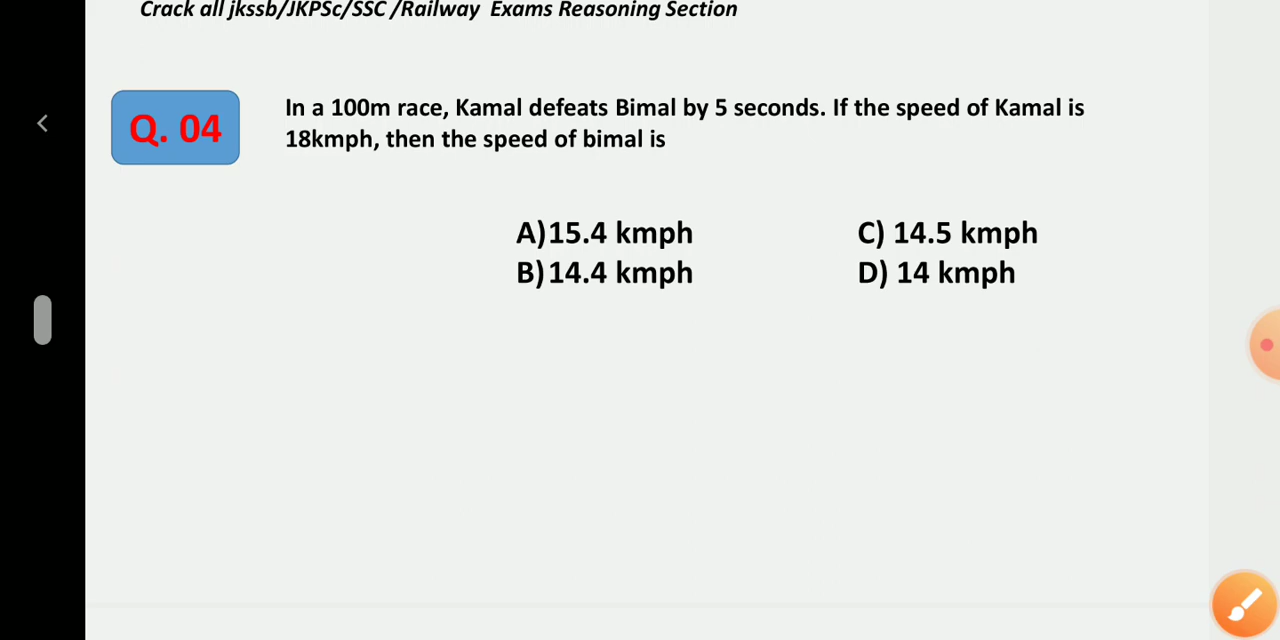 Crack all jkssb/JKPSc/SSC /Railway Exams Reasoning Section
Q. 04
In a 100m race, Kamal defeats Bimal by 5 seconds. If the speed of Kamal is
18kmph, then the speed of bimal is
A)15.4 kmph
B)14.4 kmph
C) 14.5 kmph
D) 14 kmph